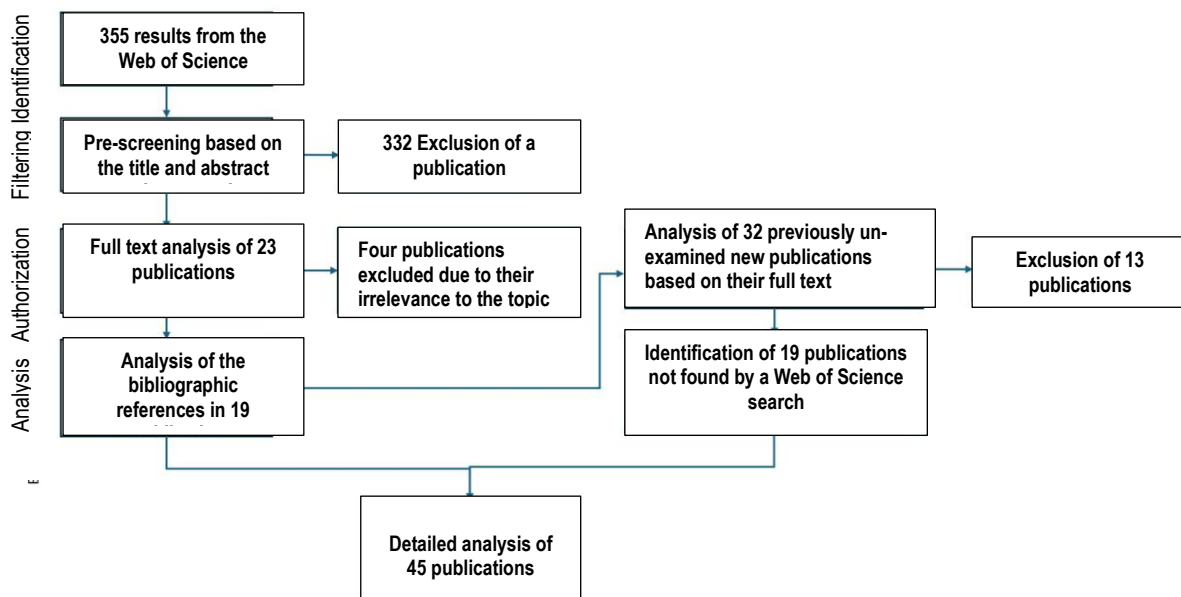 Filtering Identification
355 results from the
Web of Science
Pre-screening based on
the title and abstract
332 Exclusion of a
publication
Authorization
Full text analysis of 23
publications
Four publications
excluded due to their
irrelevance to the topic
Analysis of 32 previously un-
examined new publications
based on their full text
Exclusion of 13
publications
Analysis
Analysis of the
bibliographic
references in 19
Identification of 19 publications
not found by a Web of Science
search
Detailed analysis of
45 publications